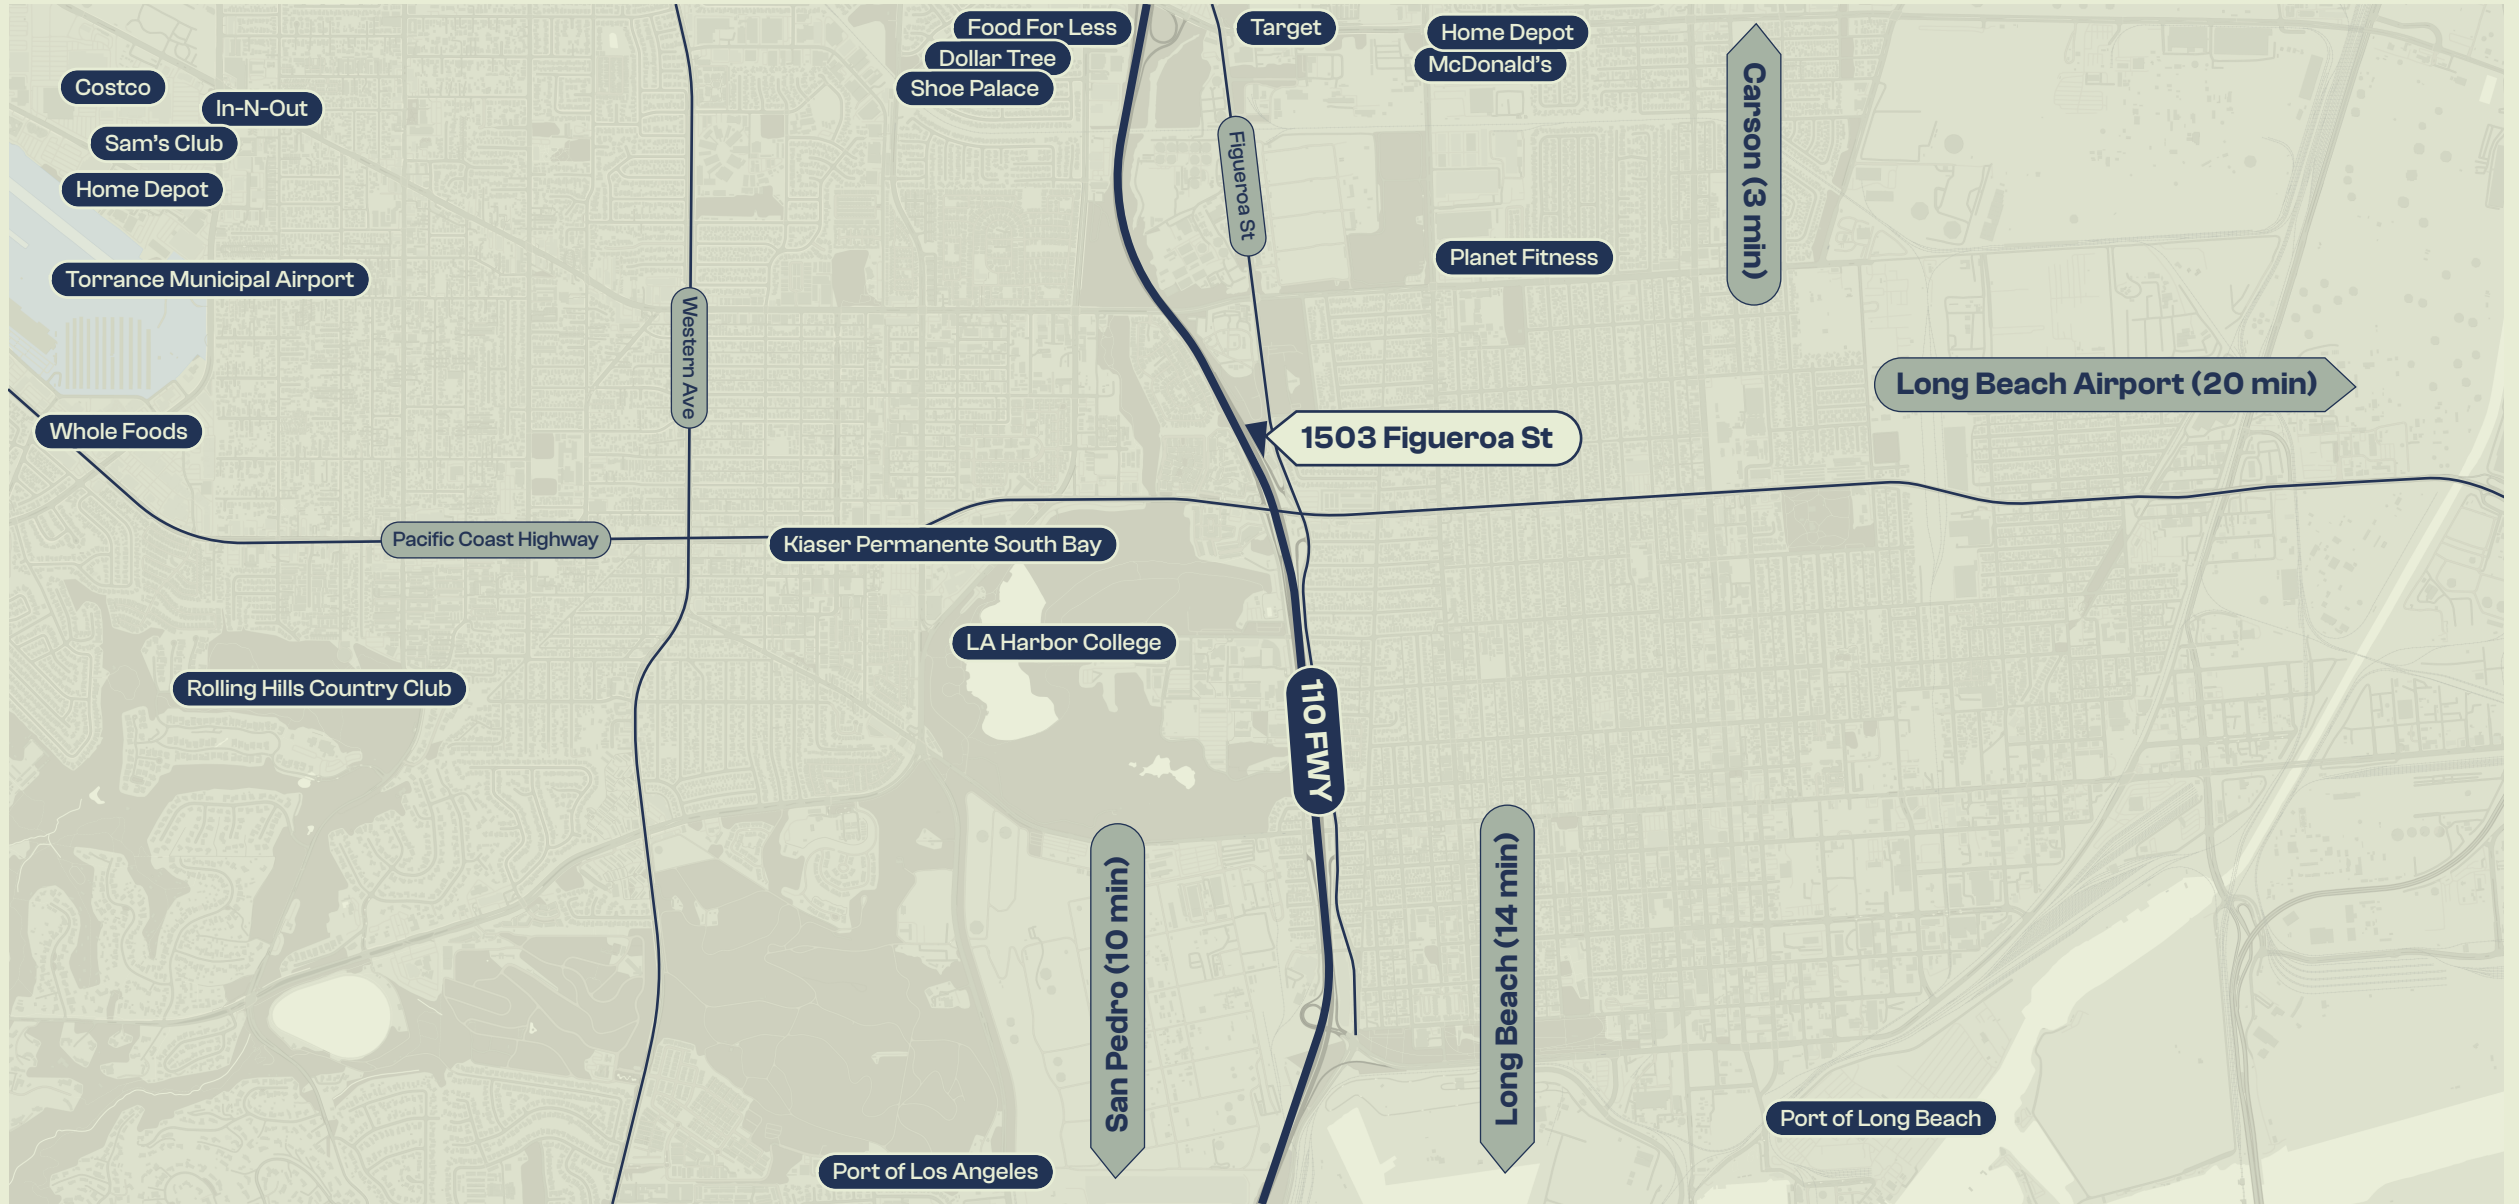 Food For Less
Target
Home Depot
Dollar Tree
McDonald's
Costco
Shoe Palace
In-N-Out
Sam's Club
Carson (3 min)
Figueroa St
Home Depot
Planet Fitness
Torrance Municipal Airport
Western Ave
Long Beach Airport (20 min)
Whole Foods
1503 Figueroa St
Pacific Coast Highway
Kiaser Permanente South Bay
LA Harbor College
Rolling Hills Country Club
110 FWY
San Pedro (10 min)
Long Beach (14 min)
Port of Long Beach
Port of Los Angeles